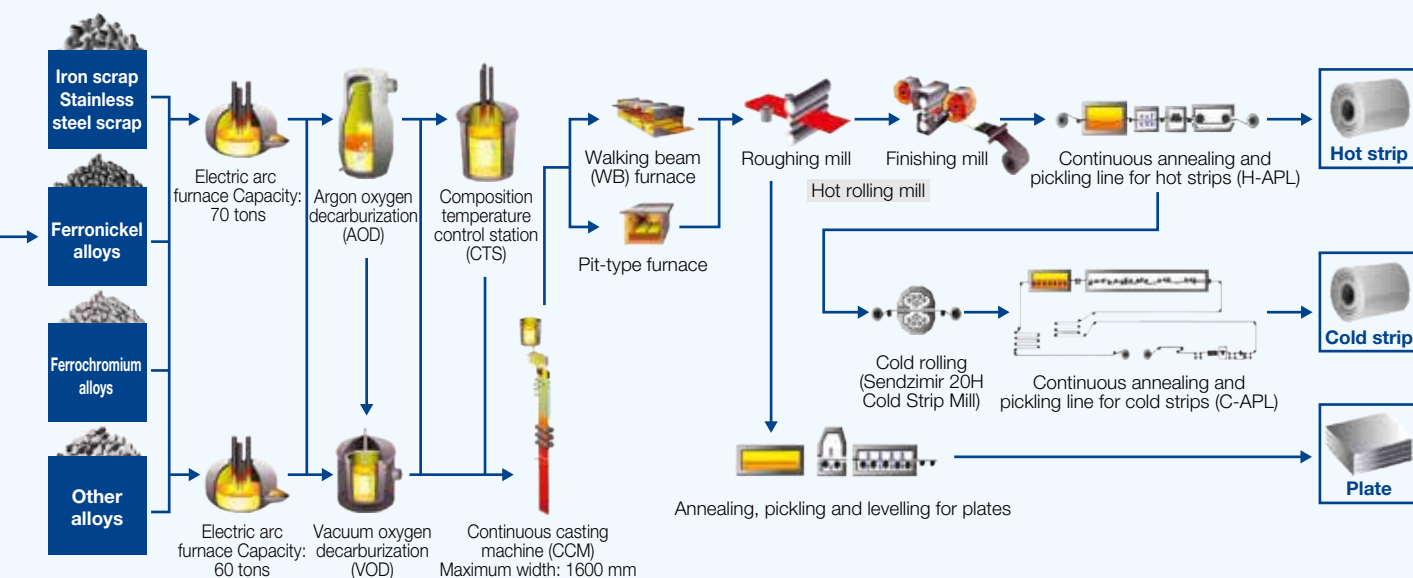 Iron scrap
Stainless
steel scrap
Ferronickel
alloys
Ferrochromium
alloys
Other
alloys
Electric arc
furnace Capacity:
70 tons
Argon oxygen
decarburization
(AOD)
Composition
temperature
control station
(CTS)
Electric arc
furnace Capacity:
60 tons
Vacuum oxygen
decarburization
(VOD)
Continuous casting
machine (CCM)
Maximum width: 1600 mm
Walking beam
(WB) furnace
Pit-type furnace
Roughing mill
Finishing mill
Hot rolling mill
Continuous annealing and
pickling line for hot strips (H-APL)
Hot strip
Cold rolling
(Sendzimir 20H
Cold Strip Mill)
Continuous annealing and
pickling line for cold strips (C-APL)
Cold strip
Annealing, pickling and levelling for plates
Plate